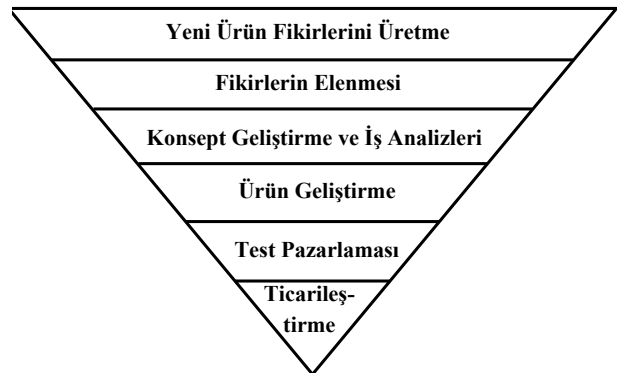 Yeni Ürün Fikirlerini Üretme
Fikirlerin Elenmesi
Konsept Geliştirme ve İş Analizleri
Ürün Geliştirme
Test Pazarlaması
Ticarileş-
tirme